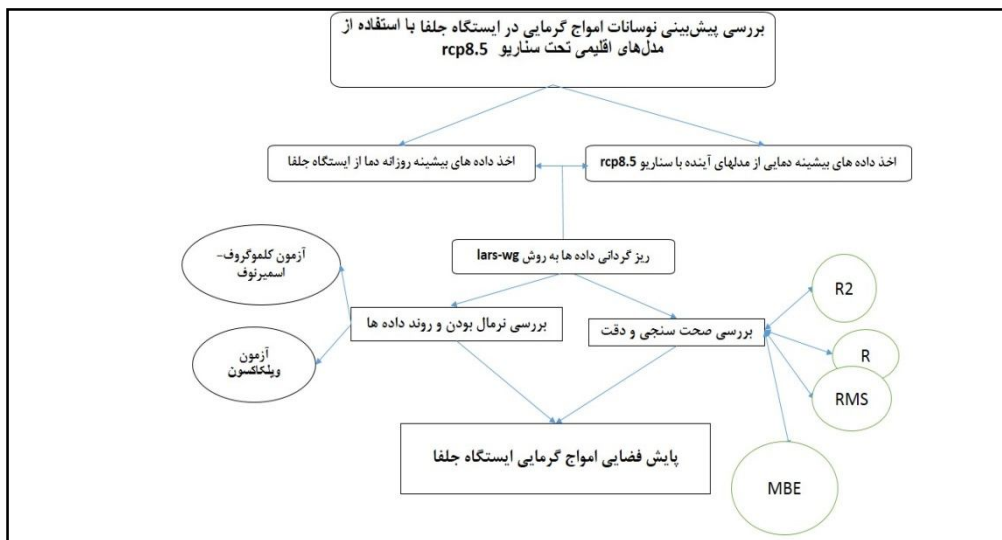 بررسی پیش‌بینی نوسانات امواج گرمایی در ایستگاه جلفا با استفاده از
مدل‌های اقلیمی تحت سناریو rcp8.5
اخذ داده های بیشینه دمایی از مدلهای آینده با سناریو rcp8.5
اخذ داده های بیشینه روزانه دما از ایستگاه جلفا
ریز گردانی داده ها به روش lars-wg
آزمون کلموگروف-
اسمیرنوف
R2
بررسی صحت سنجی و دقت
بررسی نرمال بودن و روند داده ها
R
آزمون
ویلکاکسون
RMS
پایش فضایی امواج گرمایی ایستگاه جلفا
MBE